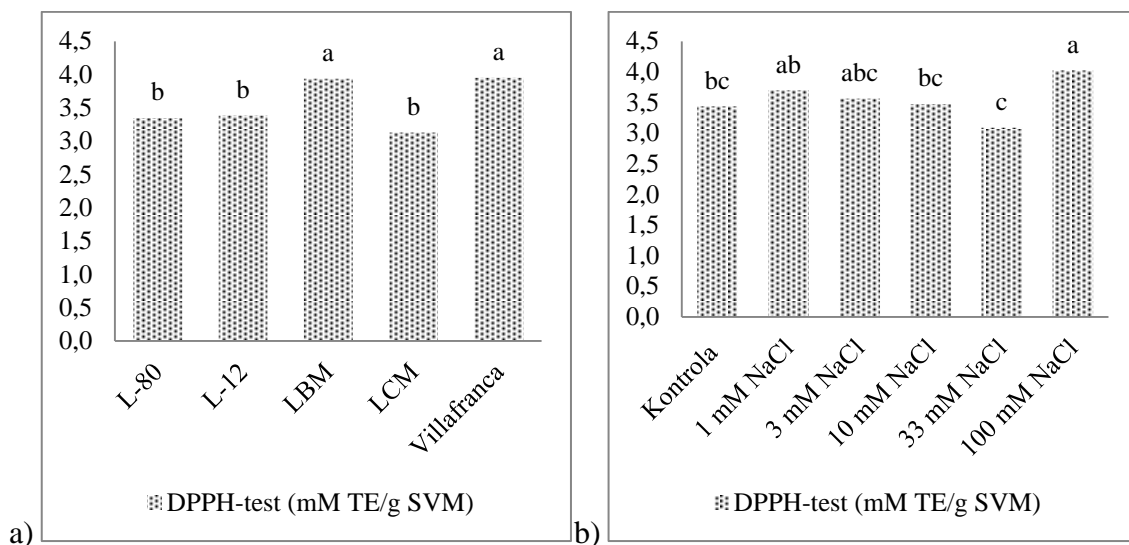 4,5
4,0
3,5
3,0
2,5
2,0
1,5
1,0
0,5
0,0
b b a b a
L-80 L-12 LBM LCM Villafranca
DPPH-test (mM TE/g SVM)
a)
4,5
4,0
3,5
3,0
2,5
2,0
1,5
1,0
0,5
0,0
bc ab abc bc c a
Kontrola 1 mM NaCl 3 mM NaCl 10 mM NaCl 33 mM NaCl 100 mM NaCl
DPPH-test (mM TE/g SVM)
b)